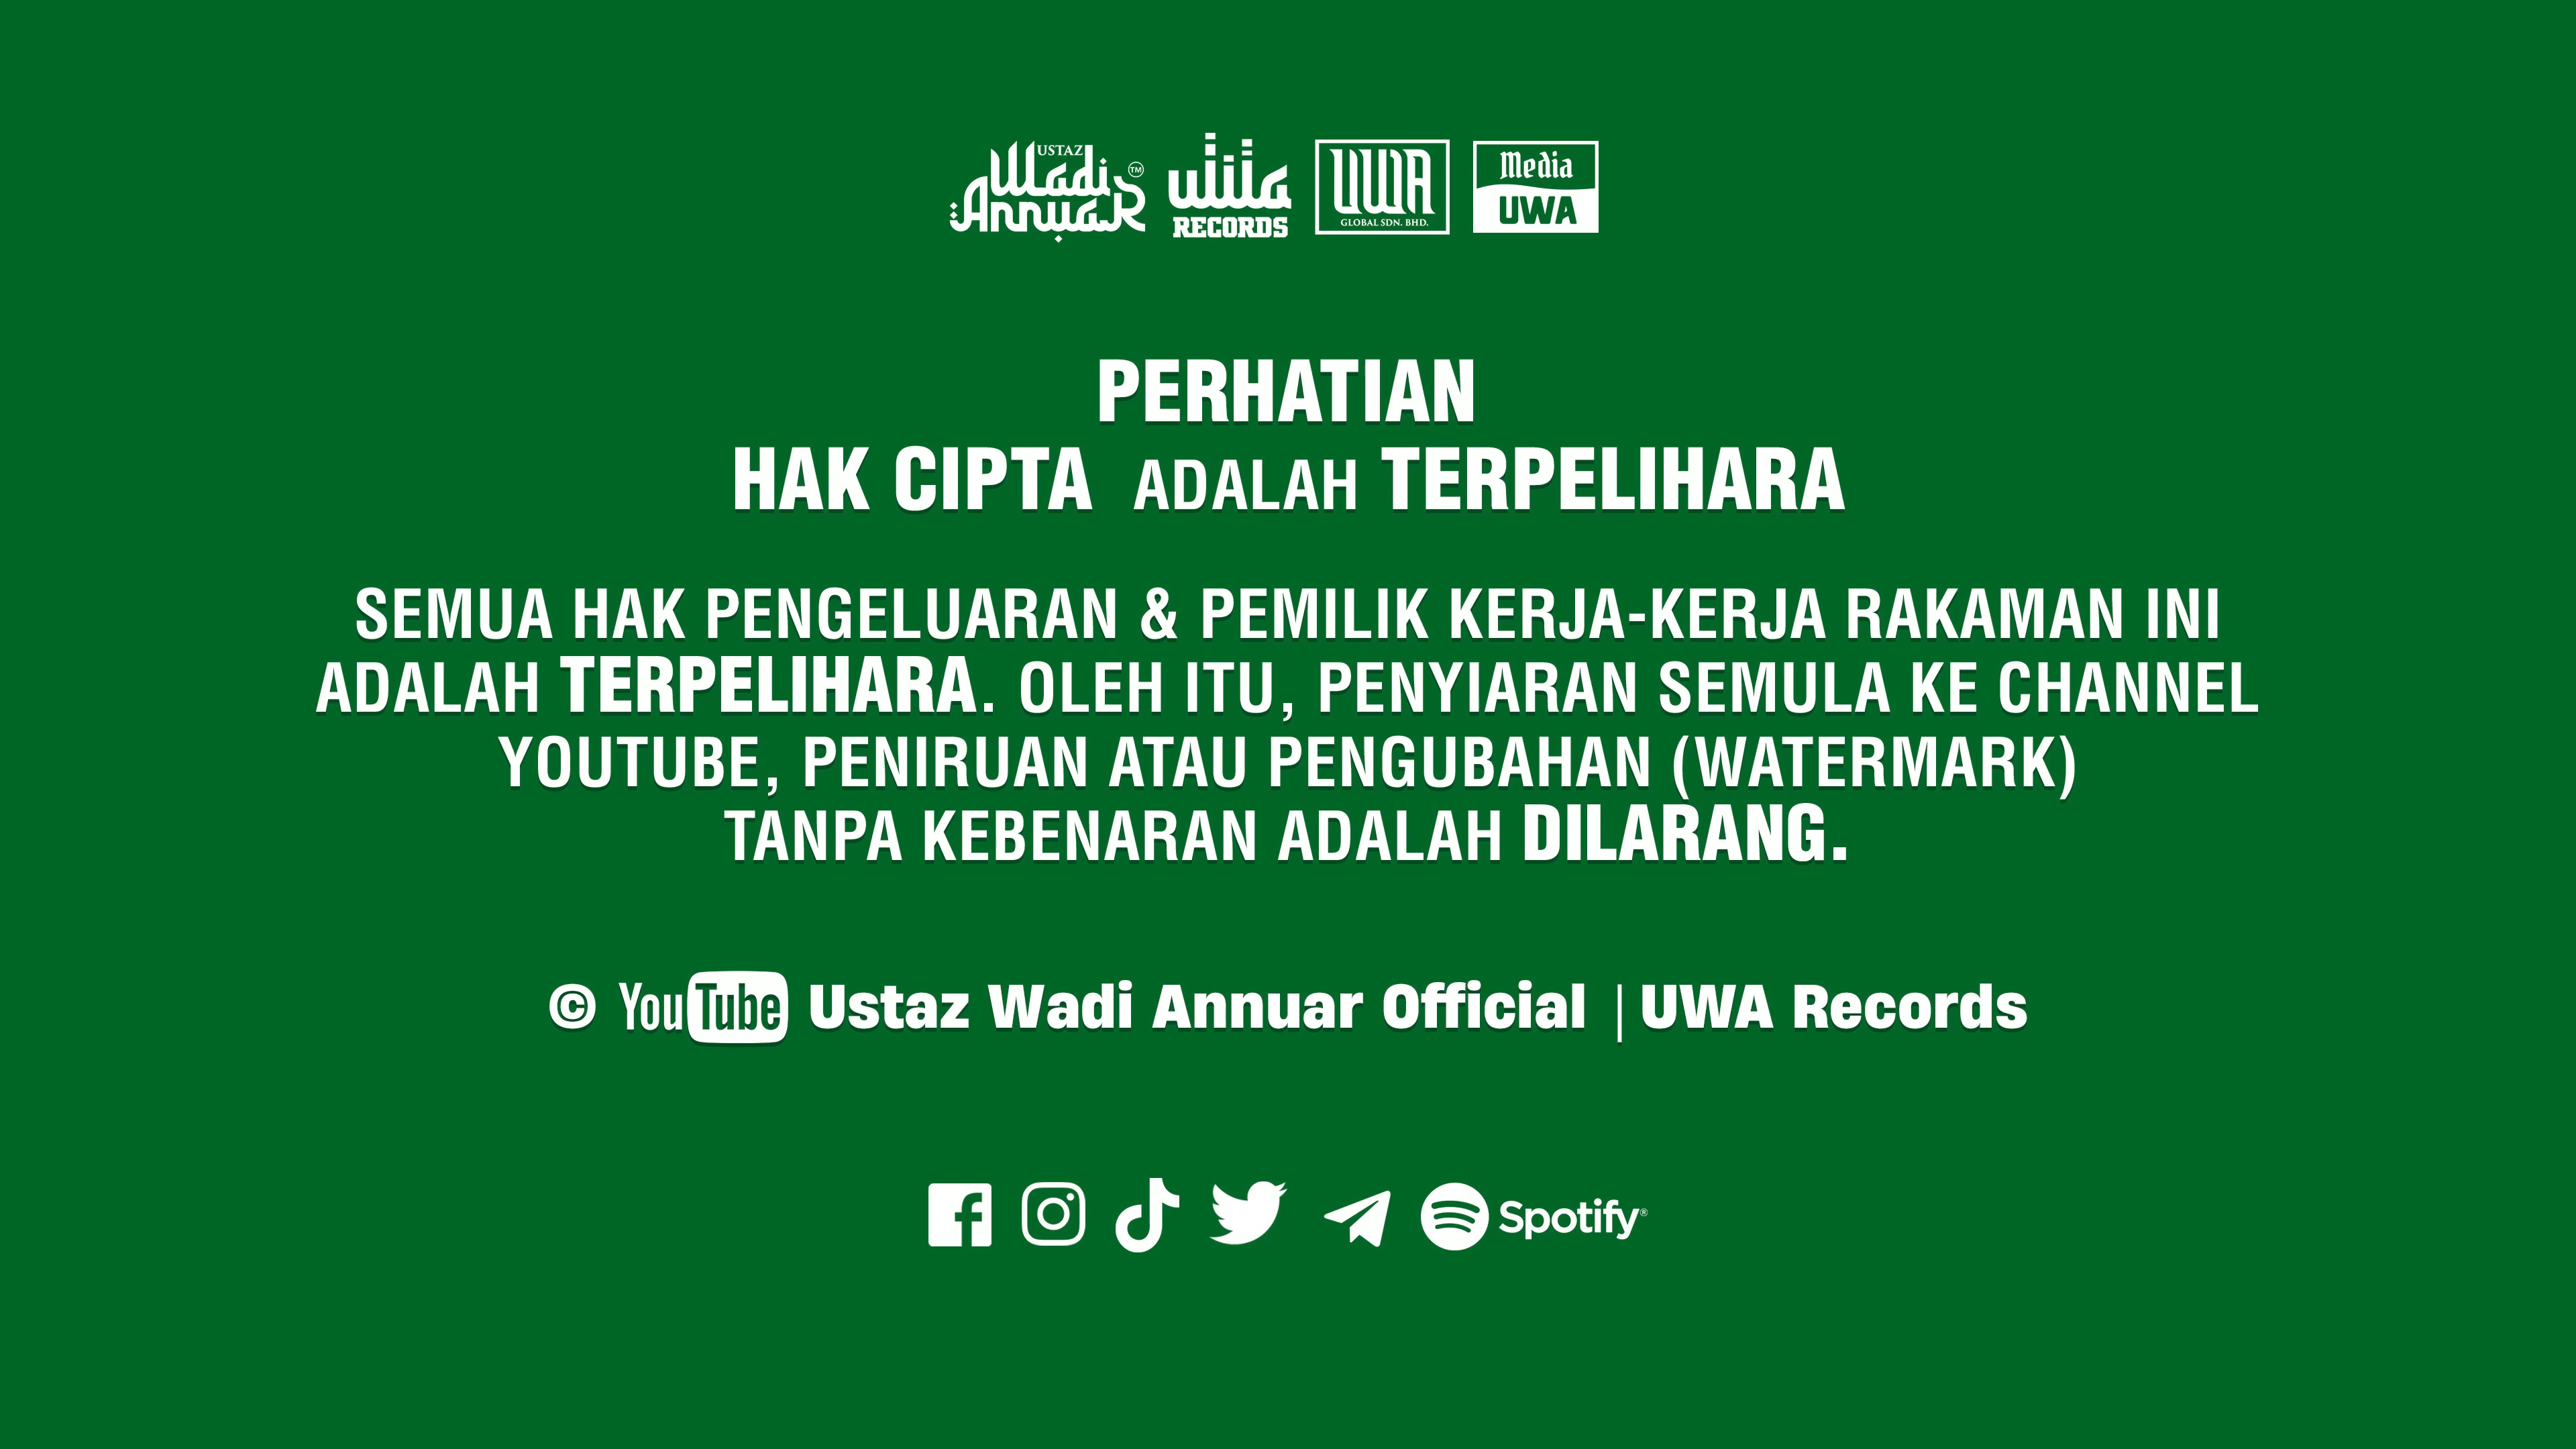 USTAZ
Wadi
Annuar
TM
uwa
RECORDS
UWA
GLOBAL SDN. BHD.
Media
UWA
PERHATIAN
HAK CIPTA ADALAH TERPELIHARA
SEMUA HAK PENGELUARAN & PEMILIK KERJA-KERJA RAKAMAN INI
ADALAH TERPELIHARA. OLEH ITU, PENYIARAN SEMULA KE CHANNEL
YOUTUBE, PENIRUAN ATAU PENGUBAHAN (WATERMARK)
TANPA KEBENARAN ADALAH DILARANG.
© YouTube Ustaz Wadi Annuar Official | UWA Records
Spotify®